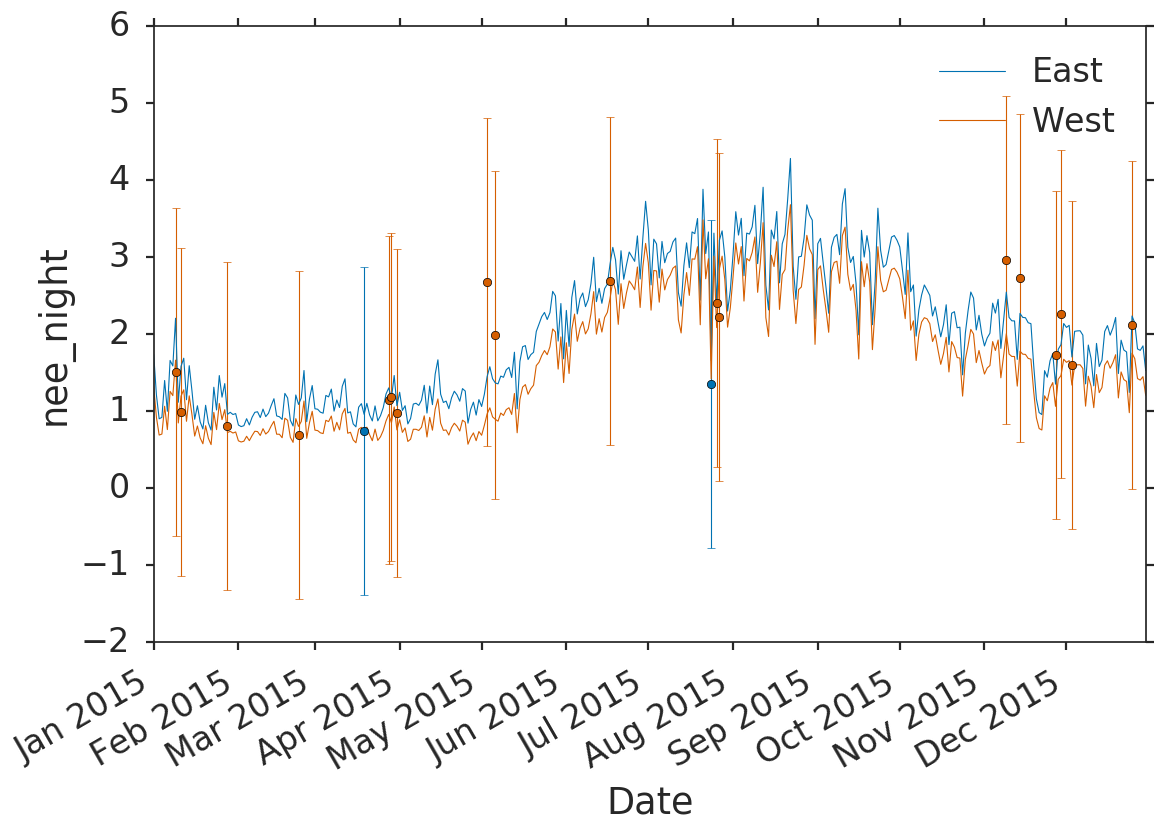 6
5
4
3
2
1
0
−1
−2
nee_night
East
West
Jan 2015
Feb 2015
Mar 2015
Apr 2015
May 2015
Jun 2015
Jul 2015
Aug 2015
Sep 2015
Oct 2015
Nov 2015
Dec 2015
Date